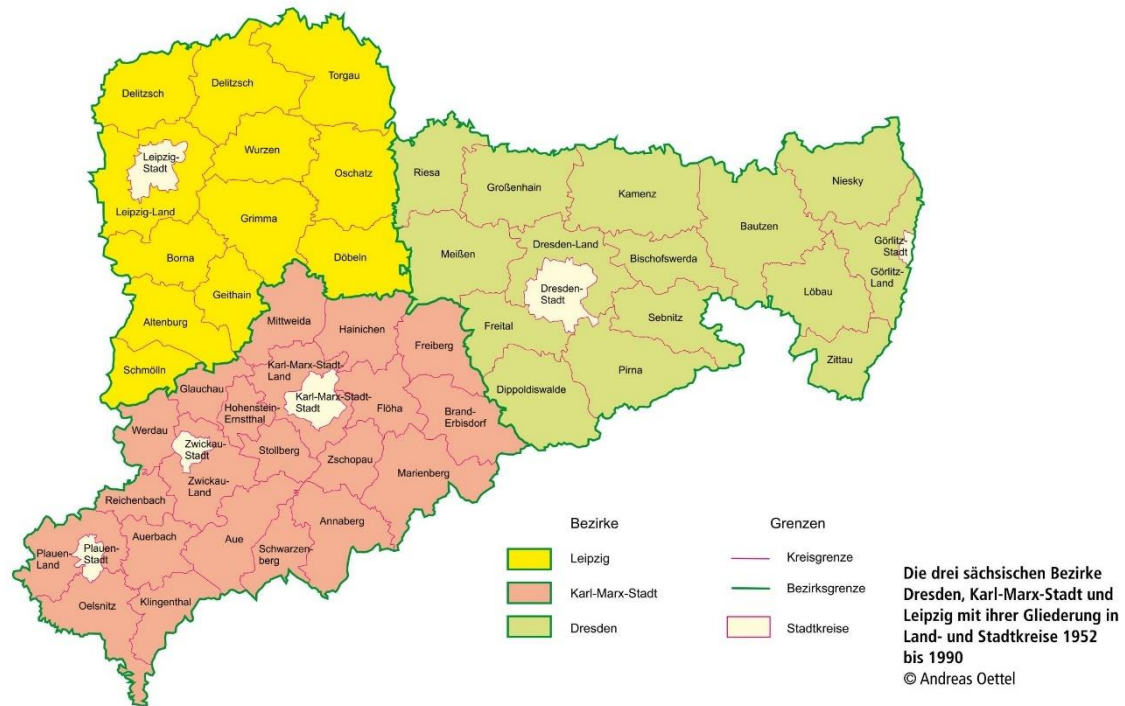 Torgau
Delitzsch
Delitzsch
Wurzen
Leipzig-
Stadt
Oschatz
Leipzig-Land
Grimma
Borna
Döbeln
Geithain
Altenburg
Schmölln
Riesa
Großenhain
Kamenz
Niesky
Bautzen
Meißen
Dresden-Land
Bischofswerda
Görlitz-
Stadt
Görlitz-
Land
Dresden-
Stadt
Löbau
Freital
Sebnitz
Zittau
Pirna
Dippoldiswalde
Mittweida
Hainichen
Freiberg
Karl-Marx-Stadt-
Land
Glauchau
Karl-Marx-Stadt-
Stadt
Hohenstein-
Ernstthal
Flöha
Brand-
Erbisdorf
Werdau
Zwickau-
Stadt
Stollberg
Zschopau
Marienberg
Zwickau-
Land
Reichenbach
Annaberg
Auerbach
Aue
Schwarzen-
berg
Plauen-
Land
Plauen-
Stadt
Oelsnitz
Klingenthal
Bezirke
Leipzig
Karl-Marx-Stadt
Dresden
Grenzen
Kreisgrenze
Bezirksgrenze
Stadtkreise
Die drei sächsischen Bezirke
Dresden, Karl-Marx-Stadt und
Leipzig mit ihrer Gliederung in
Land- und Stadtkreise 1952
bis 1990
© Andreas Oettel